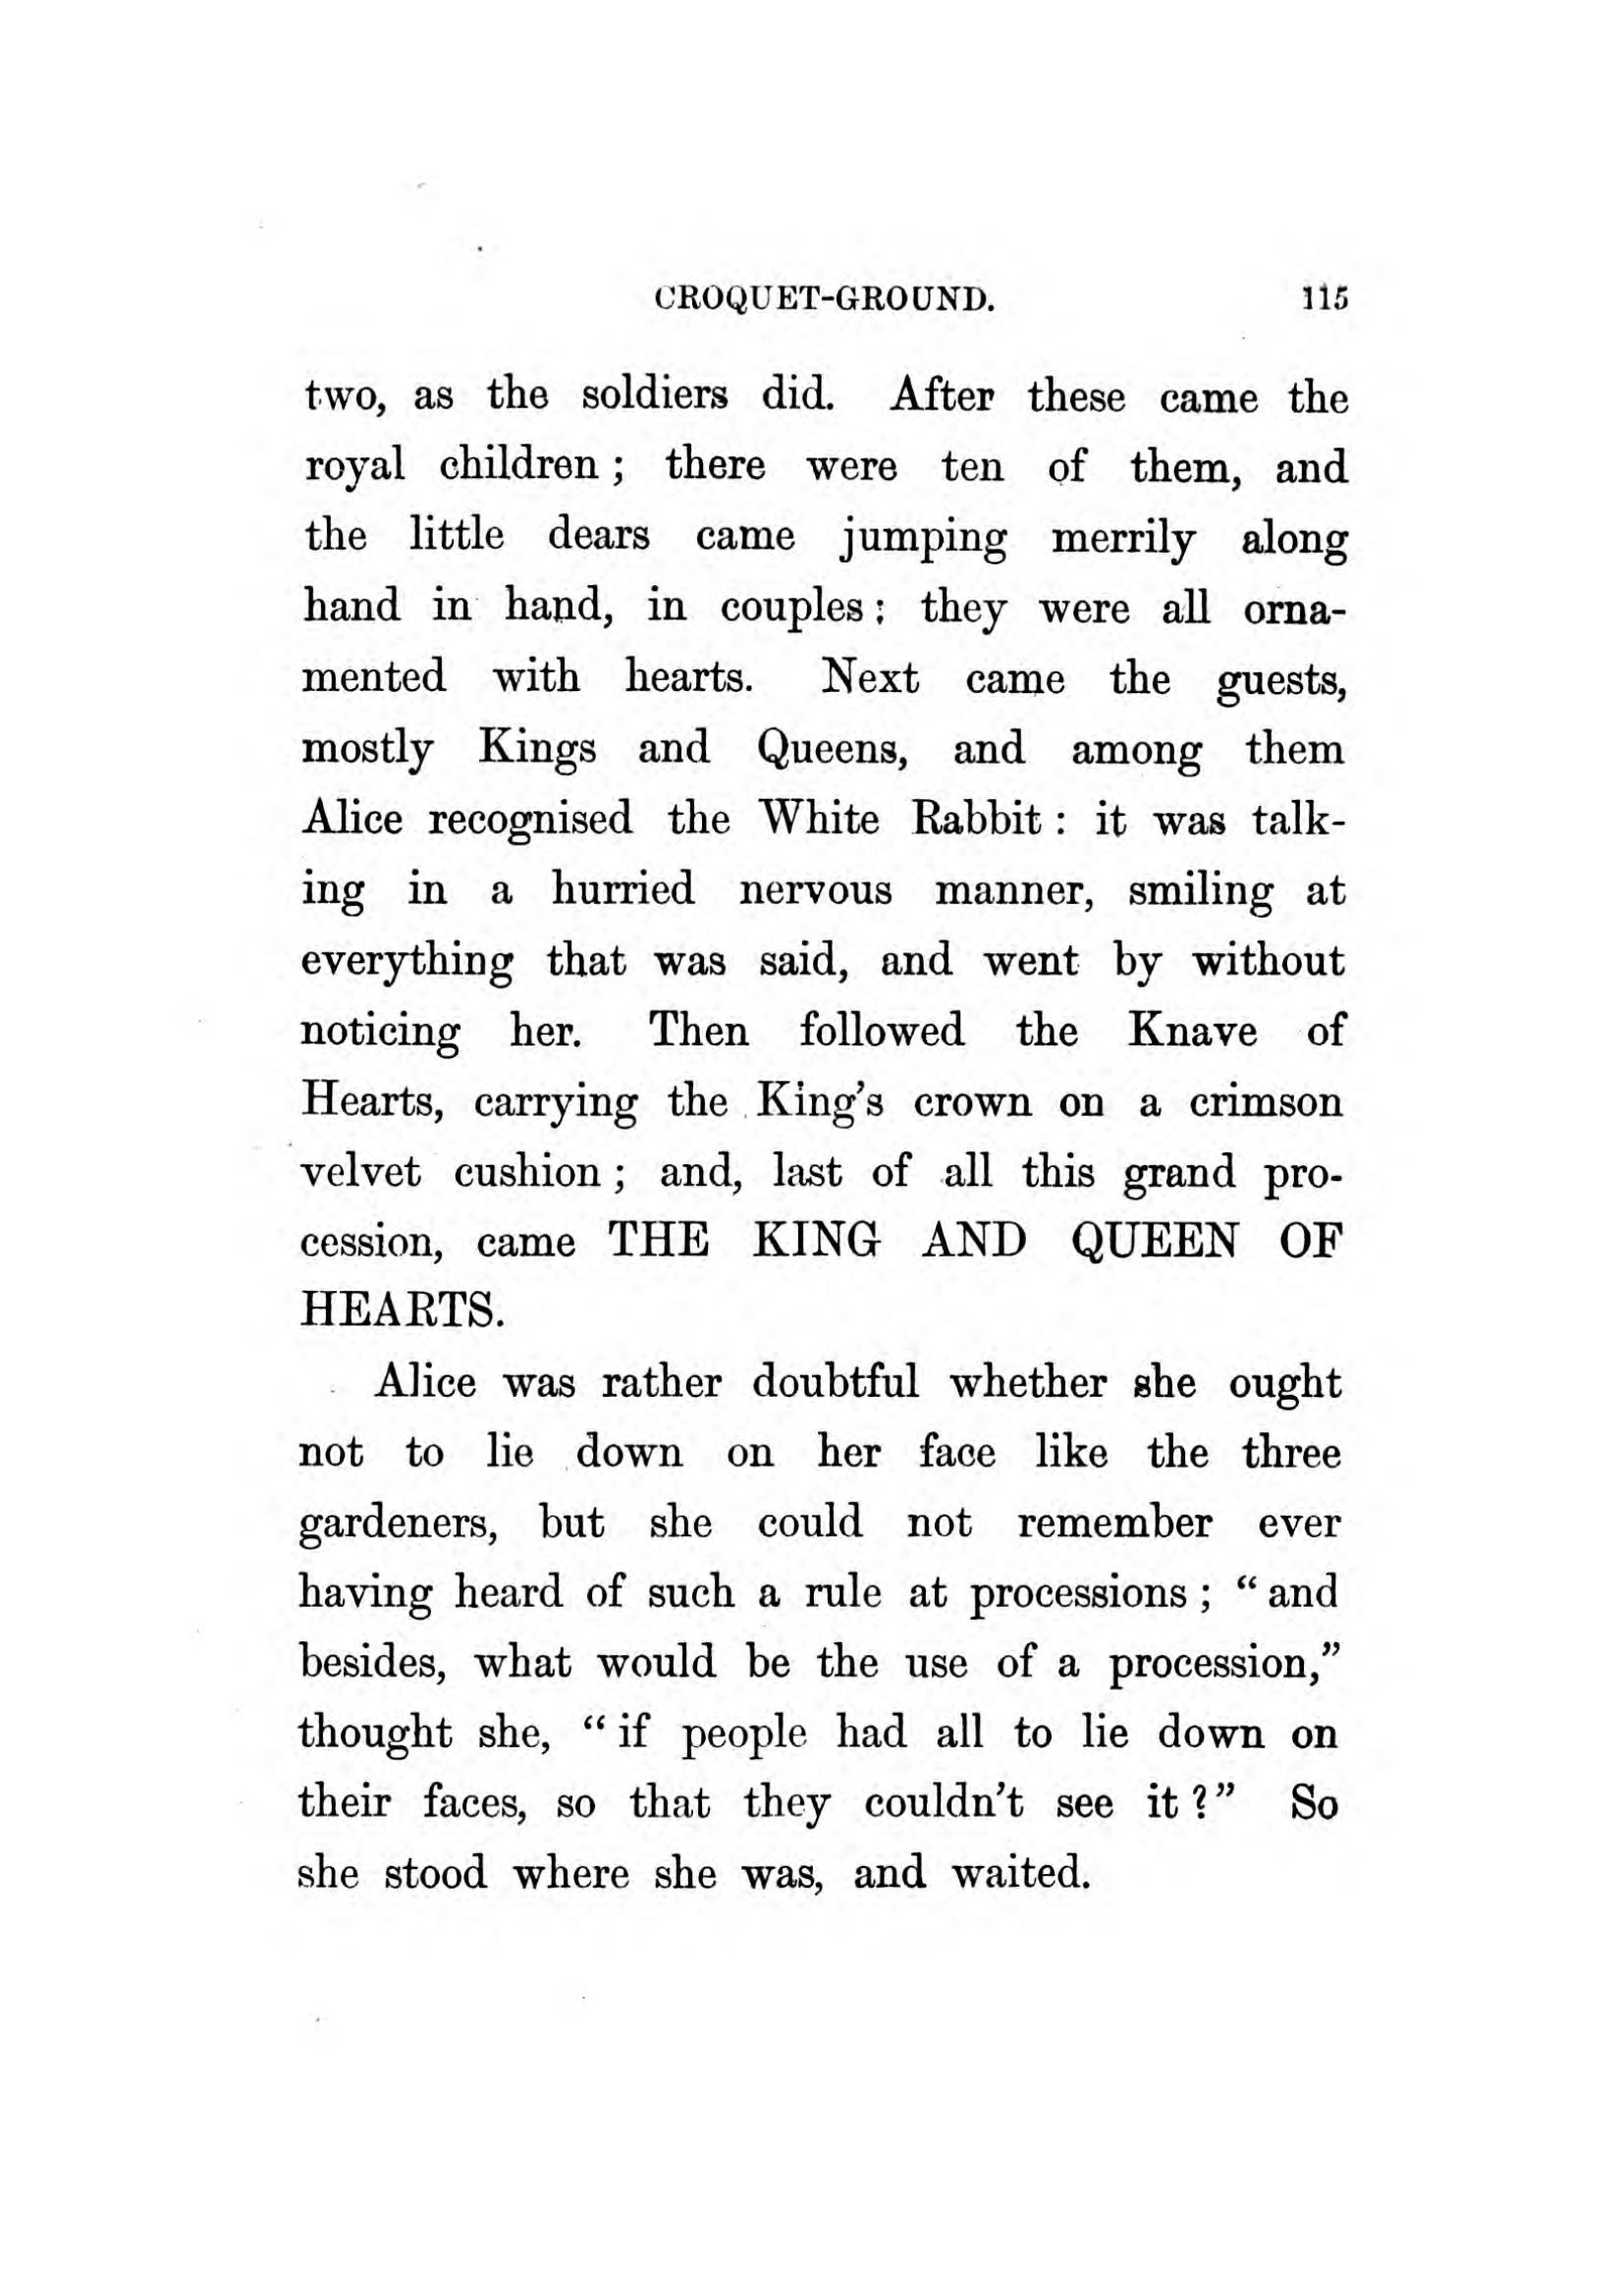 CROQUET-GROUND. 115
two, as the soldiers did. After these came the
royal children ; there were ten of them, and
the little dears came jumping merrily along
hand in hand, in couples ; they were all orna-
mented with hearts. Next came the guests,
mostly Kings and Queens, and among them
Alice recognised the White Rabbit : it was talk-
ing in a hurried nervous manner, smiling at
everything that was said, and went by without
noticing her. Then followed the Knave of
Hearts, carrying the King's crown on a crimson
velvet cushion ; and, last of all this grand pro-
cession, came THE KING AND QUEEN OF
HEARTS.
Alice was rather doubtful whether she ought
not to lie down on her face like the three
gardeners, but she could not remember ever
having heard of such a rule at processions ; “ and
besides, what would be the use of a procession,”
thought she, “ if people had all to lie down on
their faces, so that they couldn't see it ? ” So
she stood where she was, and waited.